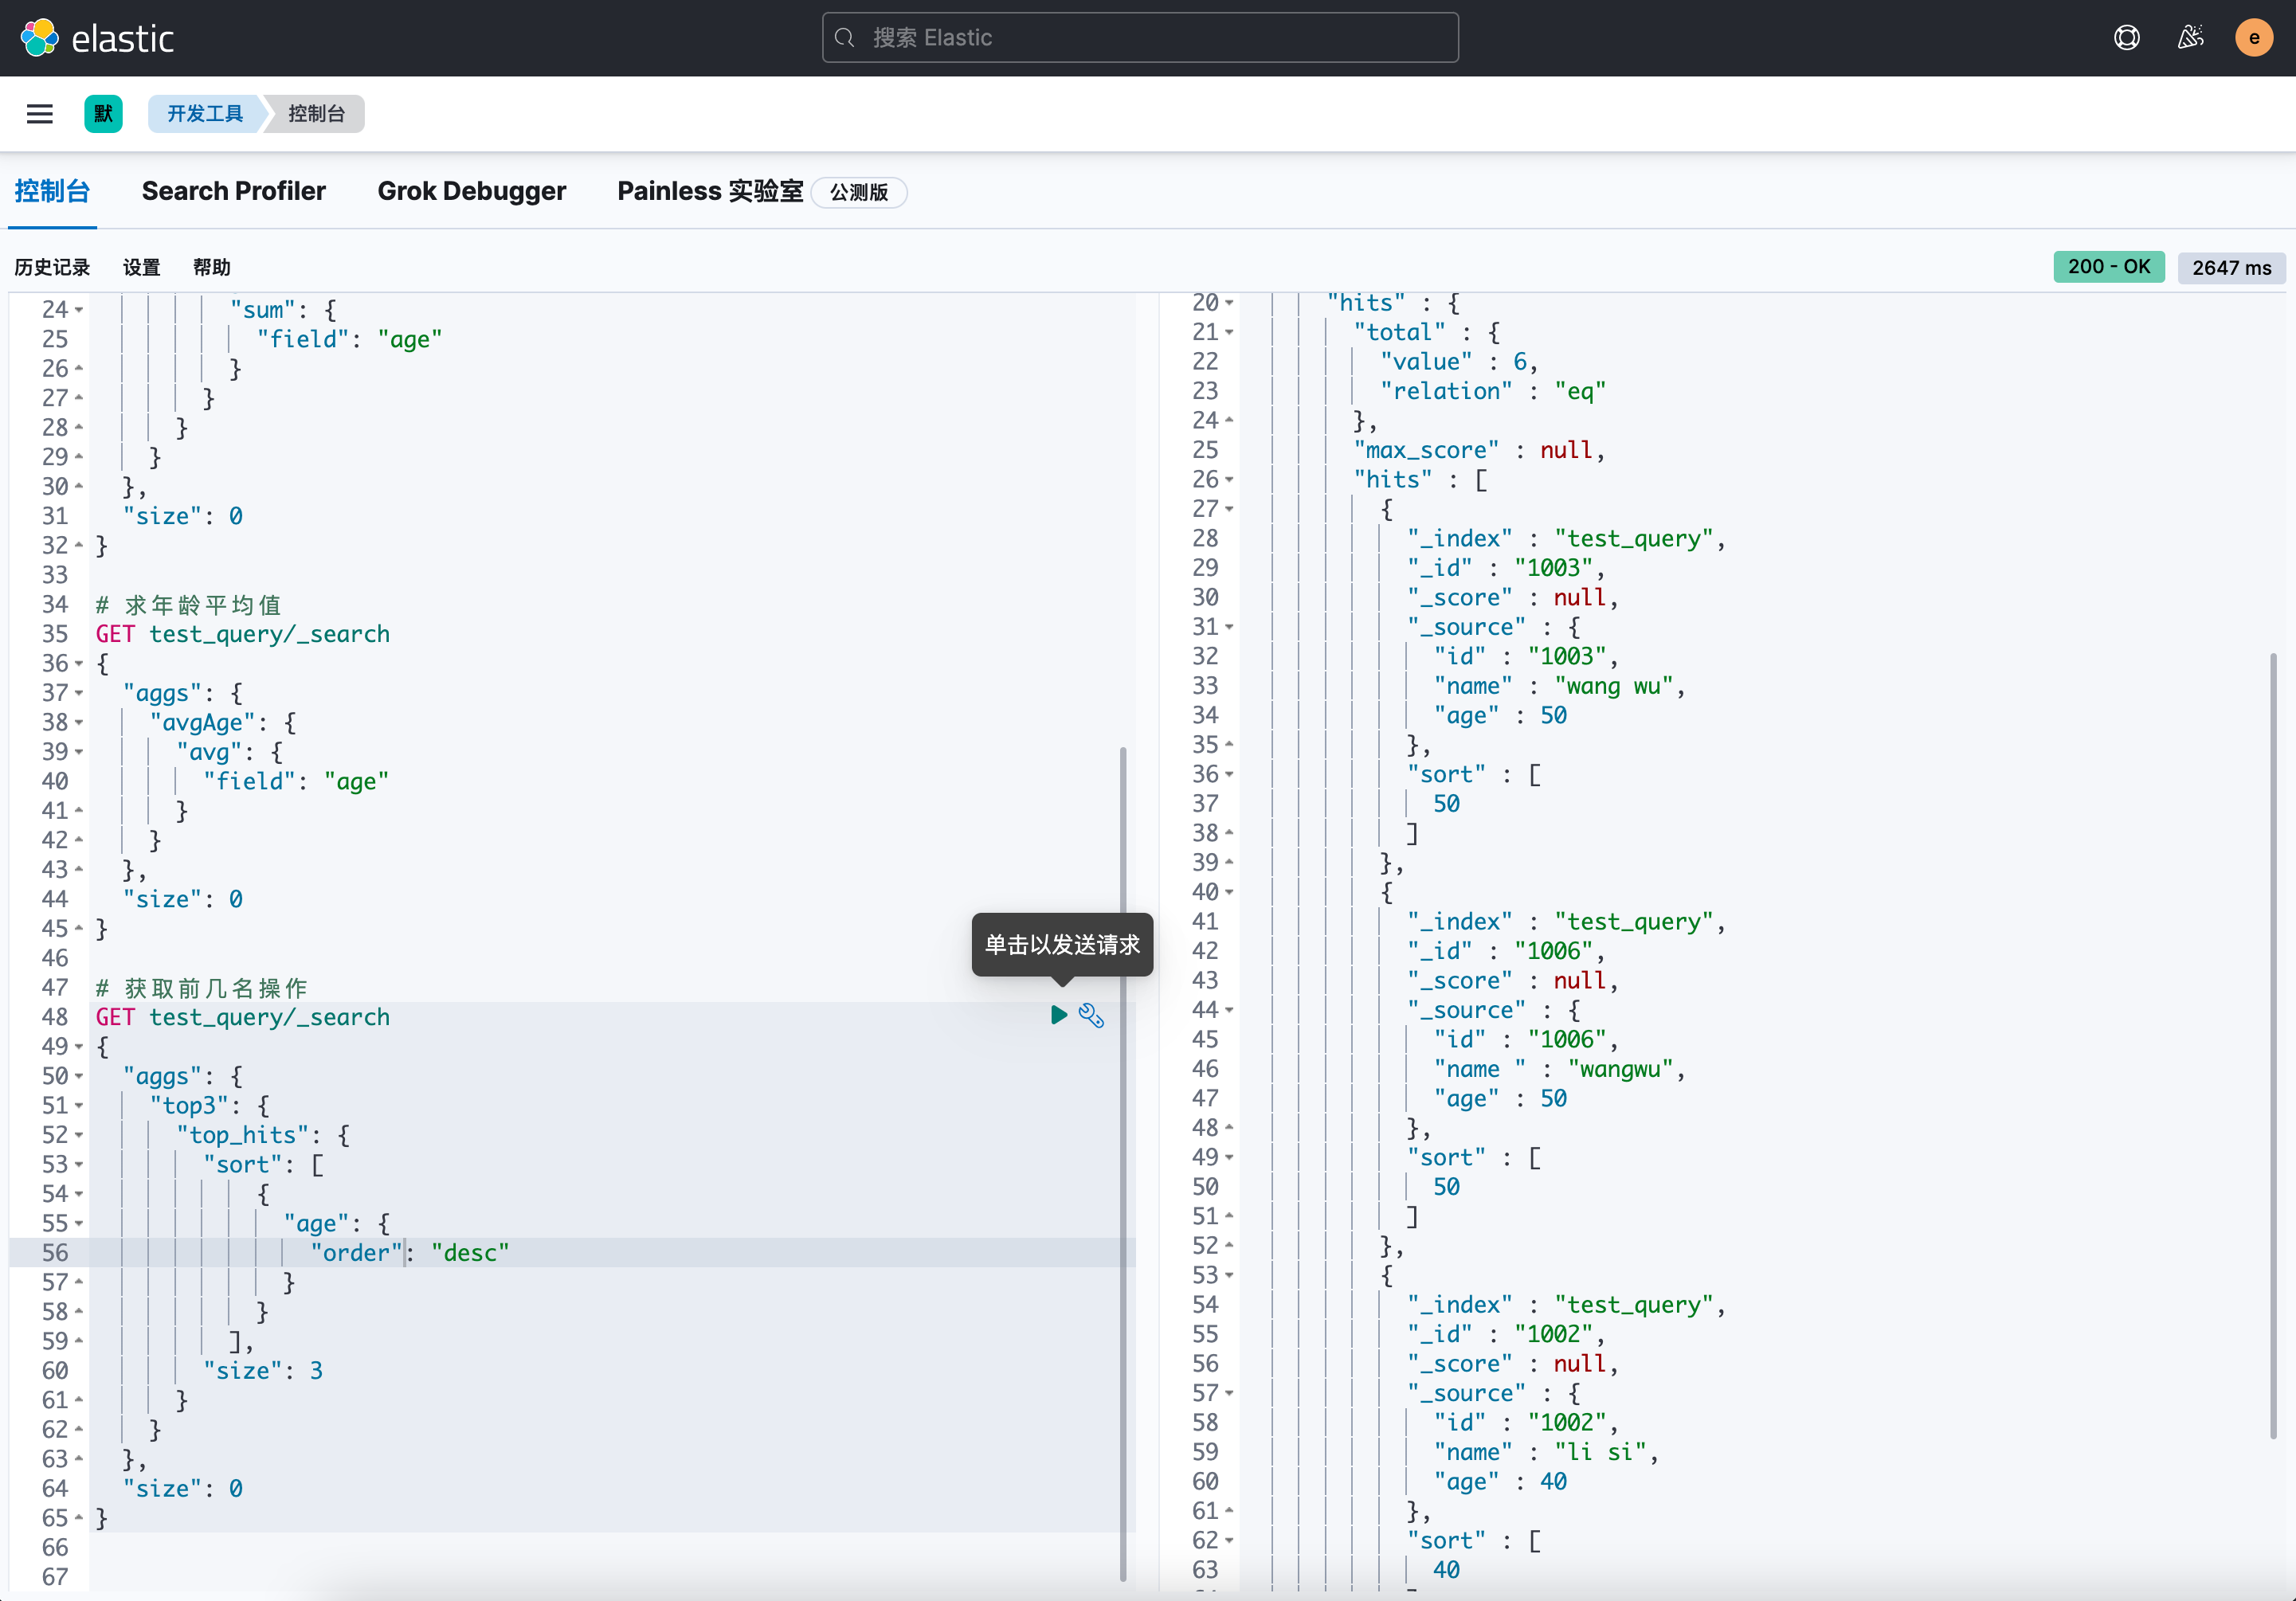 elastic
搜索 Elastic
e
默
开发工具
控制台
控制台
Search Profiler
Grok Debugger
Painless 实验室
公测版
历史记录
设置
帮助
200 - OK
2647 ms
24 "sum": {
25 "field": "age"
26 }
27 }
28 }
29 }
30 },
31 "size": 0
32 }
33
34 # 求年龄平均值
35 GET test_query/_search
36 {
37 "aggs": {
38 "avgAge": {
39 "avg": {
40 "field": "age"
41 }
42 }
43 },
44 "size": 0
45 }
46
单击以发送请求
47 # 获取前几名操作
48 GET test_query/_search
49 {
50 "aggs": {
51 "top3": {
52 "top_hits": {
53 "sort": [
54 {
55 "age": {
56 "order": "desc"
57 }
58 }
59 ],
60 "size": 3
61 }
62 }
63 },
64 "size": 0
65 }
66
67
20 "hits" : {
21 "total" : {
22 "value" : 6,
23 "relation" : "eq"
24 },
25 "max_score" : null,
26 "hits" : [
27 {
28 "_index" : "test_query",
29 "_id" : "1003",
30 "_score" : null,
31 "_source" : {
32 "id" : "1003",
33 "name" : "wang wu",
34 "age" : 50
35 },
36 "sort" : [
37 50
38 ]
39 },
40 {
41 "_index" : "test_query",
42 "_id" : "1006",
43 "_score" : null,
44 "_source" : {
45 "id" : "1006",
46 "name " : "wangwu",
47 "age" : 50
48 },
49 "sort" : [
50 50
51 ]
52 },
53 {
54 "_index" : "test_query",
55 "_id" : "1002",
56 "_score" : null,
57 "_source" : {
58 "id" : "1002",
59 "name" : "li si",
60 "age" : 40
61 },
62 "sort" : [
63 40